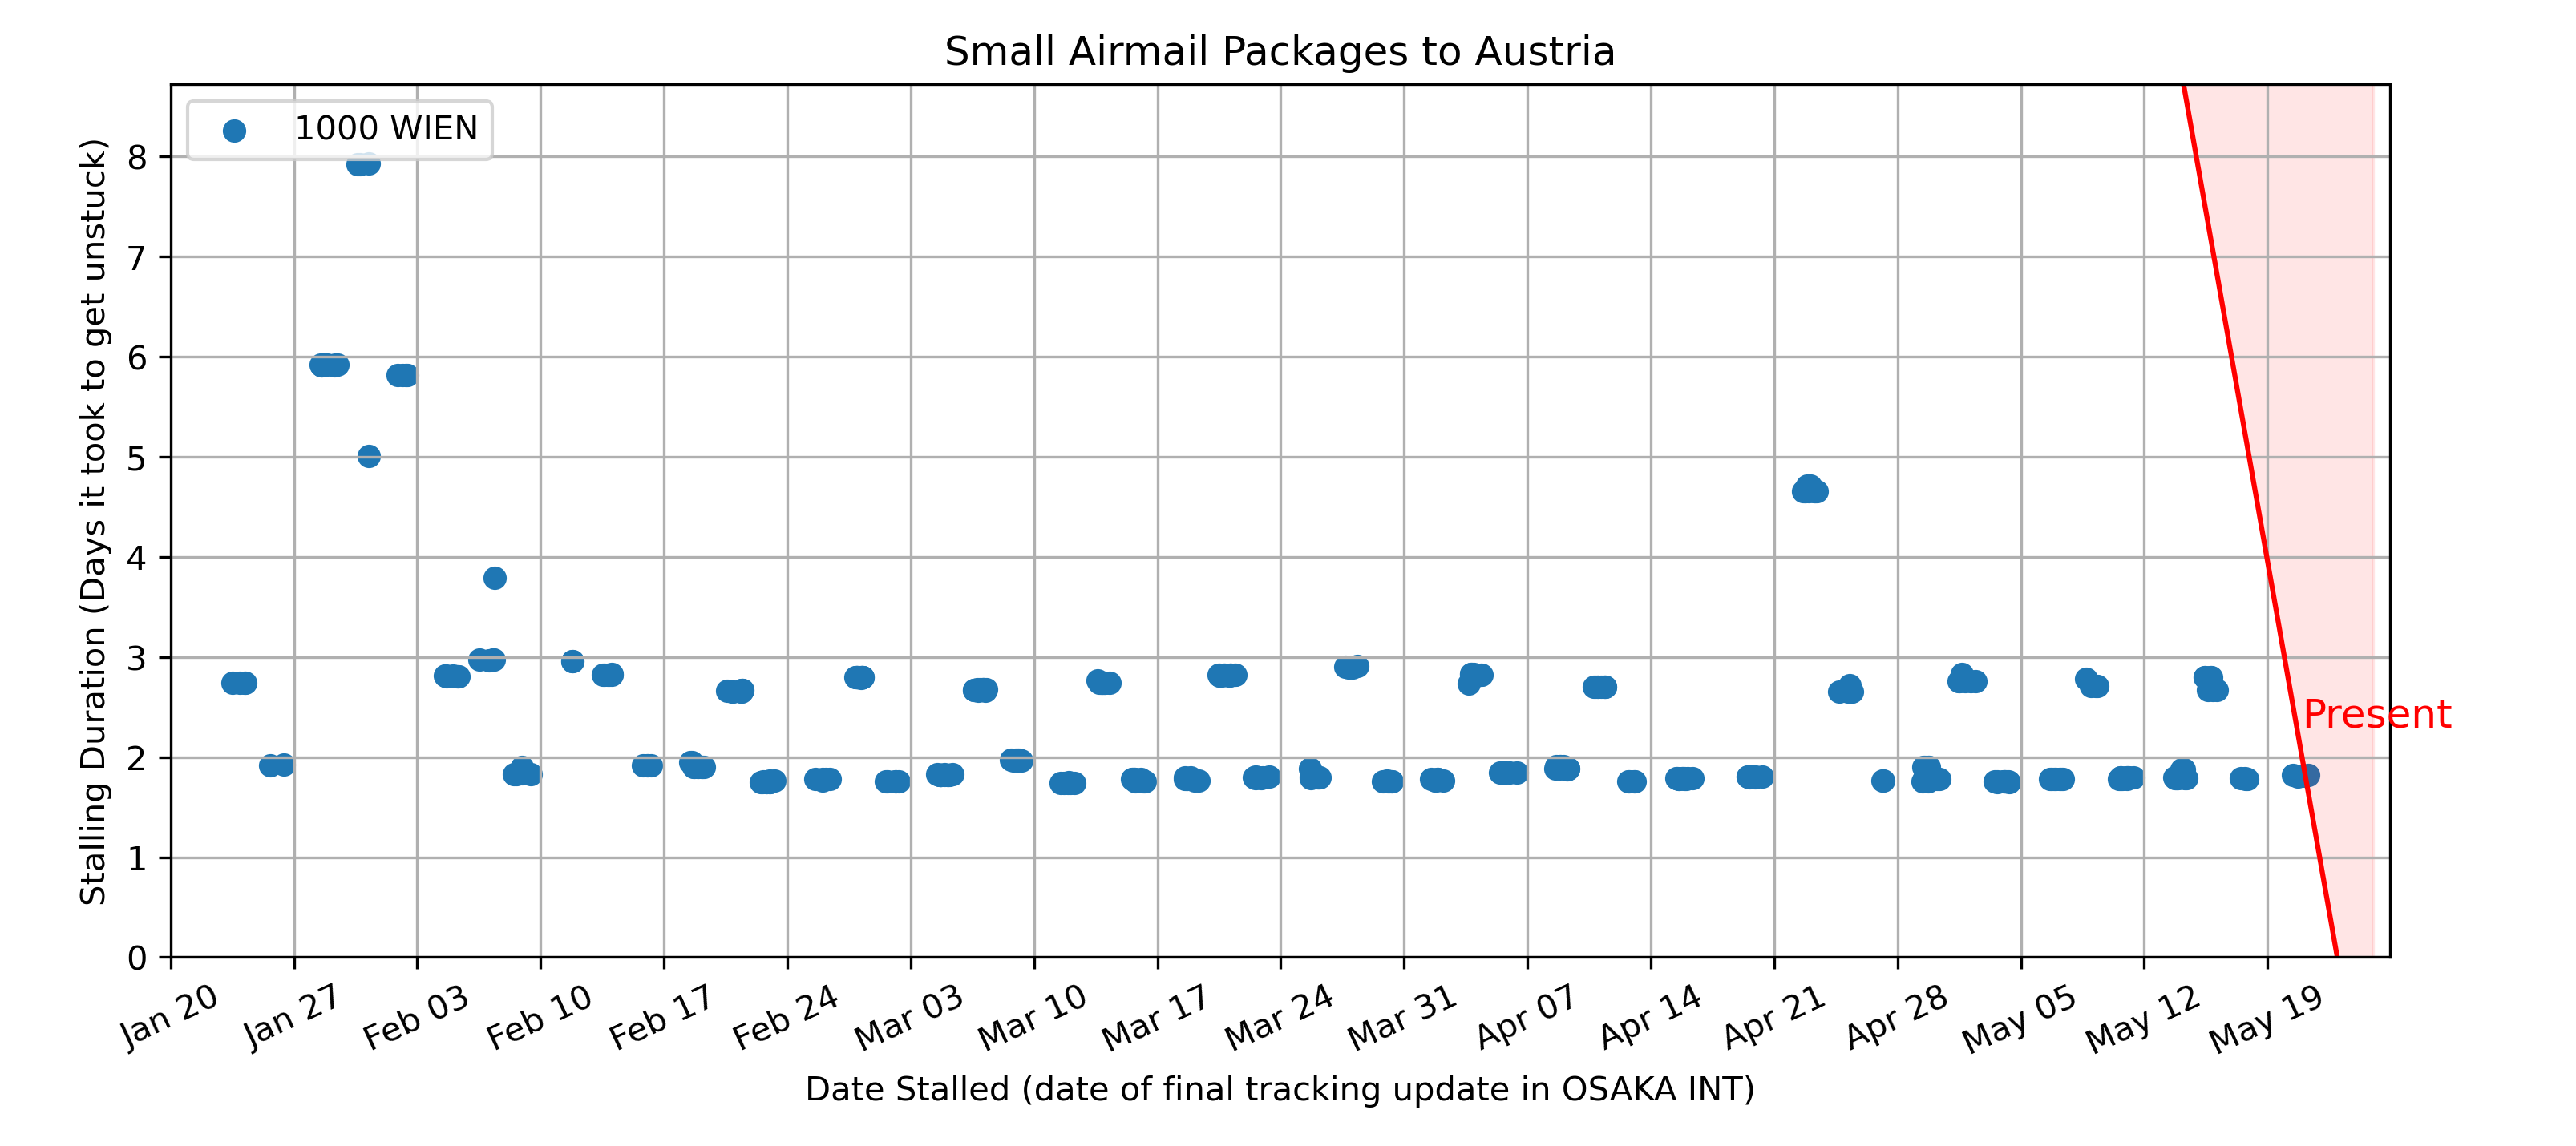 Small Airmail Packages to Austria
1000 WIEN
Stalling Duration (Days it took to get unstuck)
8
7
6
5
4
3
2
1
0
Present
Jan 20
Jan 27
Feb 03
Feb 10
Feb 17
Feb 24
Mar 03
Mar 10
Mar 17
Mar 24
Mar 31
Apr 07
Apr 14
Apr 21
Apr 28
May 05
May 12
May 19
Date Stalled (date of final tracking update in OSAKA INT)